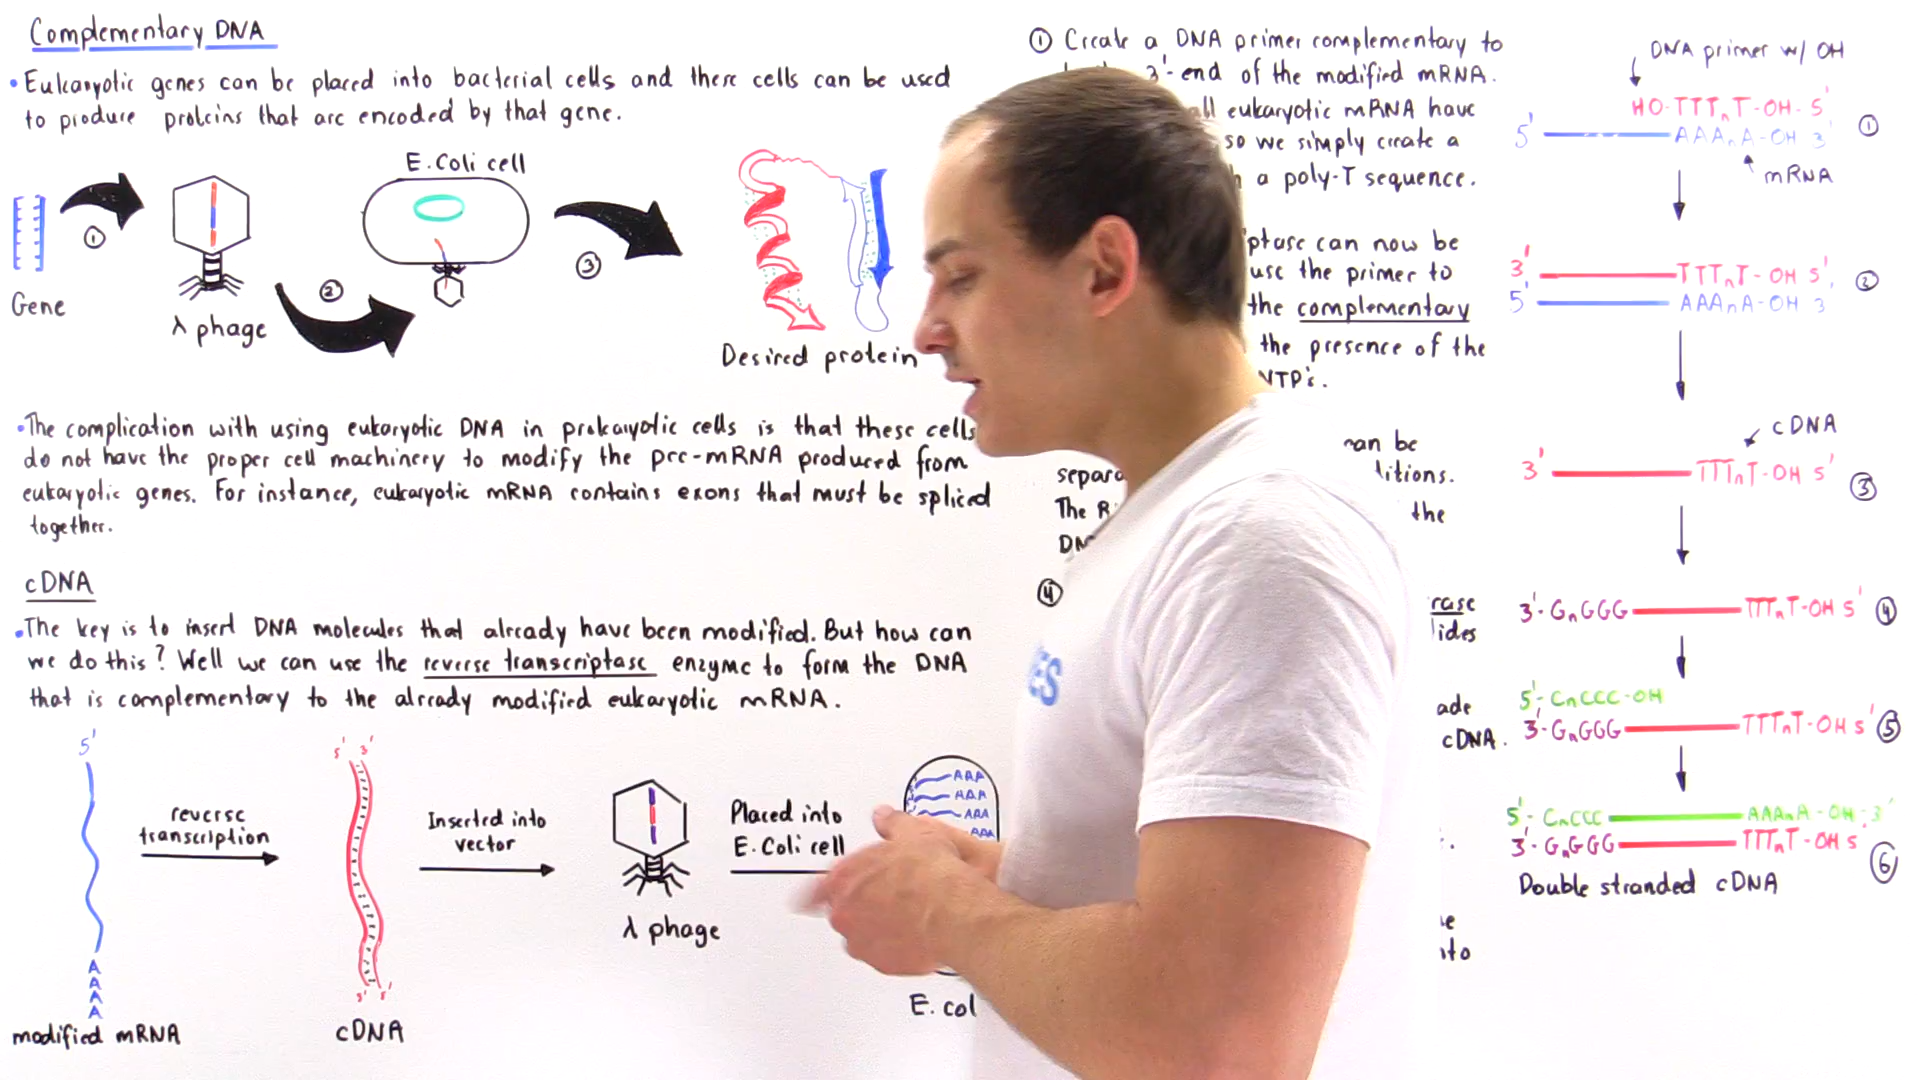 Complementary DNA
• Eukaryotic genes can be placed into bacterial cells and these cells can be used
to produce proteins that are encoded by that gene.
Gene
①
λ phage
②
E. Coli cell
③
Desired protein
• The complication with using eukaryotic DNA in prokaryotic cells is that these cells
do not have the proper cell machinery to modify the pre-mRNA produced from
eukaryotic genes. For instance, eukaryotic mRNA contains exons that must be spliced
together.
cDNA
• The key is to insert DNA molecules that already have been modified. But how can
we do this? Well we can use the reverse transcriptase enzyme to form the DNA
that is complementary to the already modified eukaryotic mRNA.
5'
A
A
A
A
modified mRNA
reverse
transcription
5' 3'
3' 5'
cDNA
Inserted into
vector
λ phage
Placed into
E. Coli cell
AAA
AAA
AAA
AAA
E. col
① Create a DNA primer complementary to
3'-end of the modified mRNA.
all eukaryotic mRNA have
so we simply create a
a poly-T sequence.
ptase can now be
use the primer to
the complementary
the presence of the
NTP's.
can be
separa
itions.
The R
the
DN
④
rase
tides
ade
cDNA.
ES
DNA primer w/ OH
HO-TTTnT-OH-5'
5' AAAnA-OH 3' ①
mRNA
3' TTTnT-OH 5'
5' AAAnA-OH 3' ②
cDNA
3' TTTnT-OH 5' ③
3'-GnGGG TTTnT-OH 5' ④
5'-CnCCC-OH
3'-GnGGG TTTnT-OH 5' ⑤
5'-CnCCC AAAnA-OH-3'
3'-GnGGG TTTnT-OH 5' ⑥
Double stranded cDNA